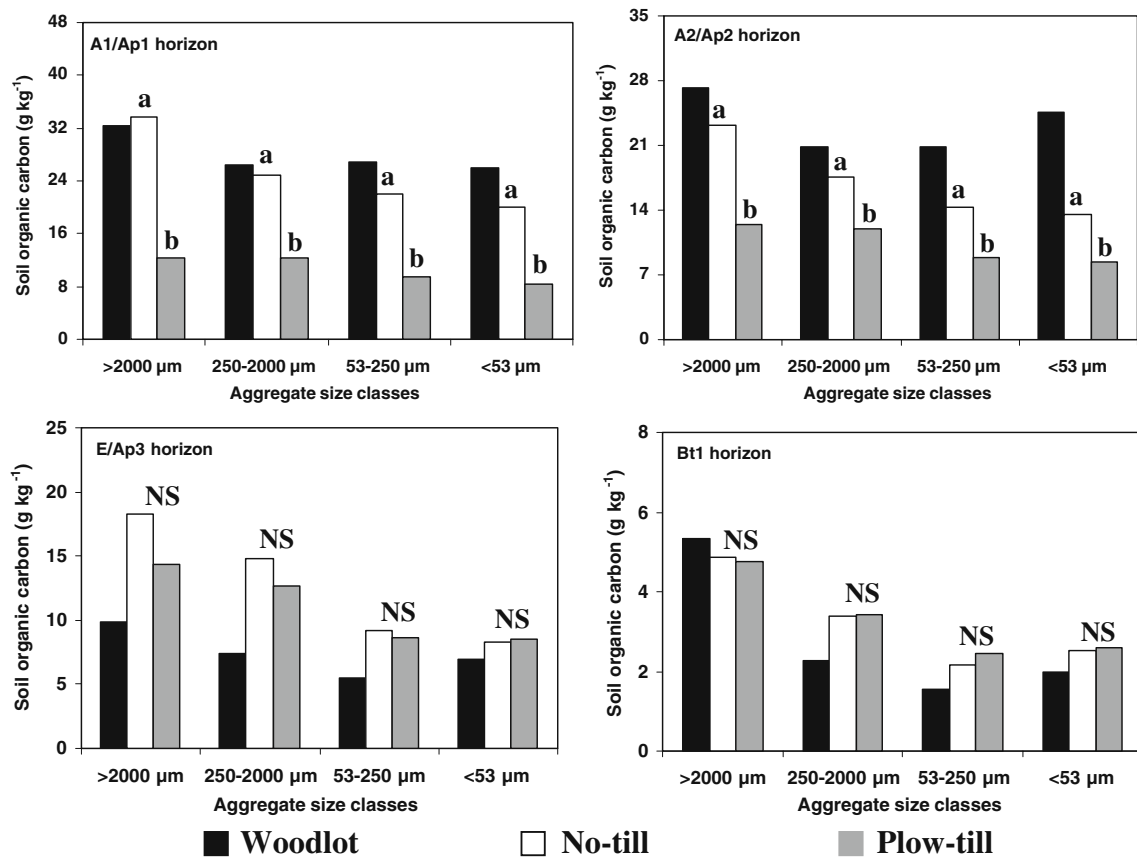 A1/Ap1 horizon
Soil organic carbon (g kg⁻¹)
48
40
32
24
16
8
0
a
b
a
b
a
b
a
b
>2000 µm 250-2000 µm 53-250 µm <53 µm
Aggregate size classes
A2/Ap2 horizon
Soil organic carbon (g kg⁻¹)
35
28
21
14
7
0
a
b
a
b
a
b
a
b
>2000 µm 250-2000 µm 53-250 µm <53 µm
Aggregate size classes
E/Ap3 horizon
Soil organic carbon (g kg⁻¹)
25
20
15
10
5
0
NS
NS
NS
NS
>2000 µm 250-2000 µm 53-250 µm <53 µm
Aggregate size classes
Bt1 horizon
Soil organic carbon (g kg⁻¹)
8
6
4
2
0
NS
NS
NS
NS
>2000 µm 250-2000 µm 53-250 µm <53 µm
Aggregate size classes
Woodlot No-till Plow-till